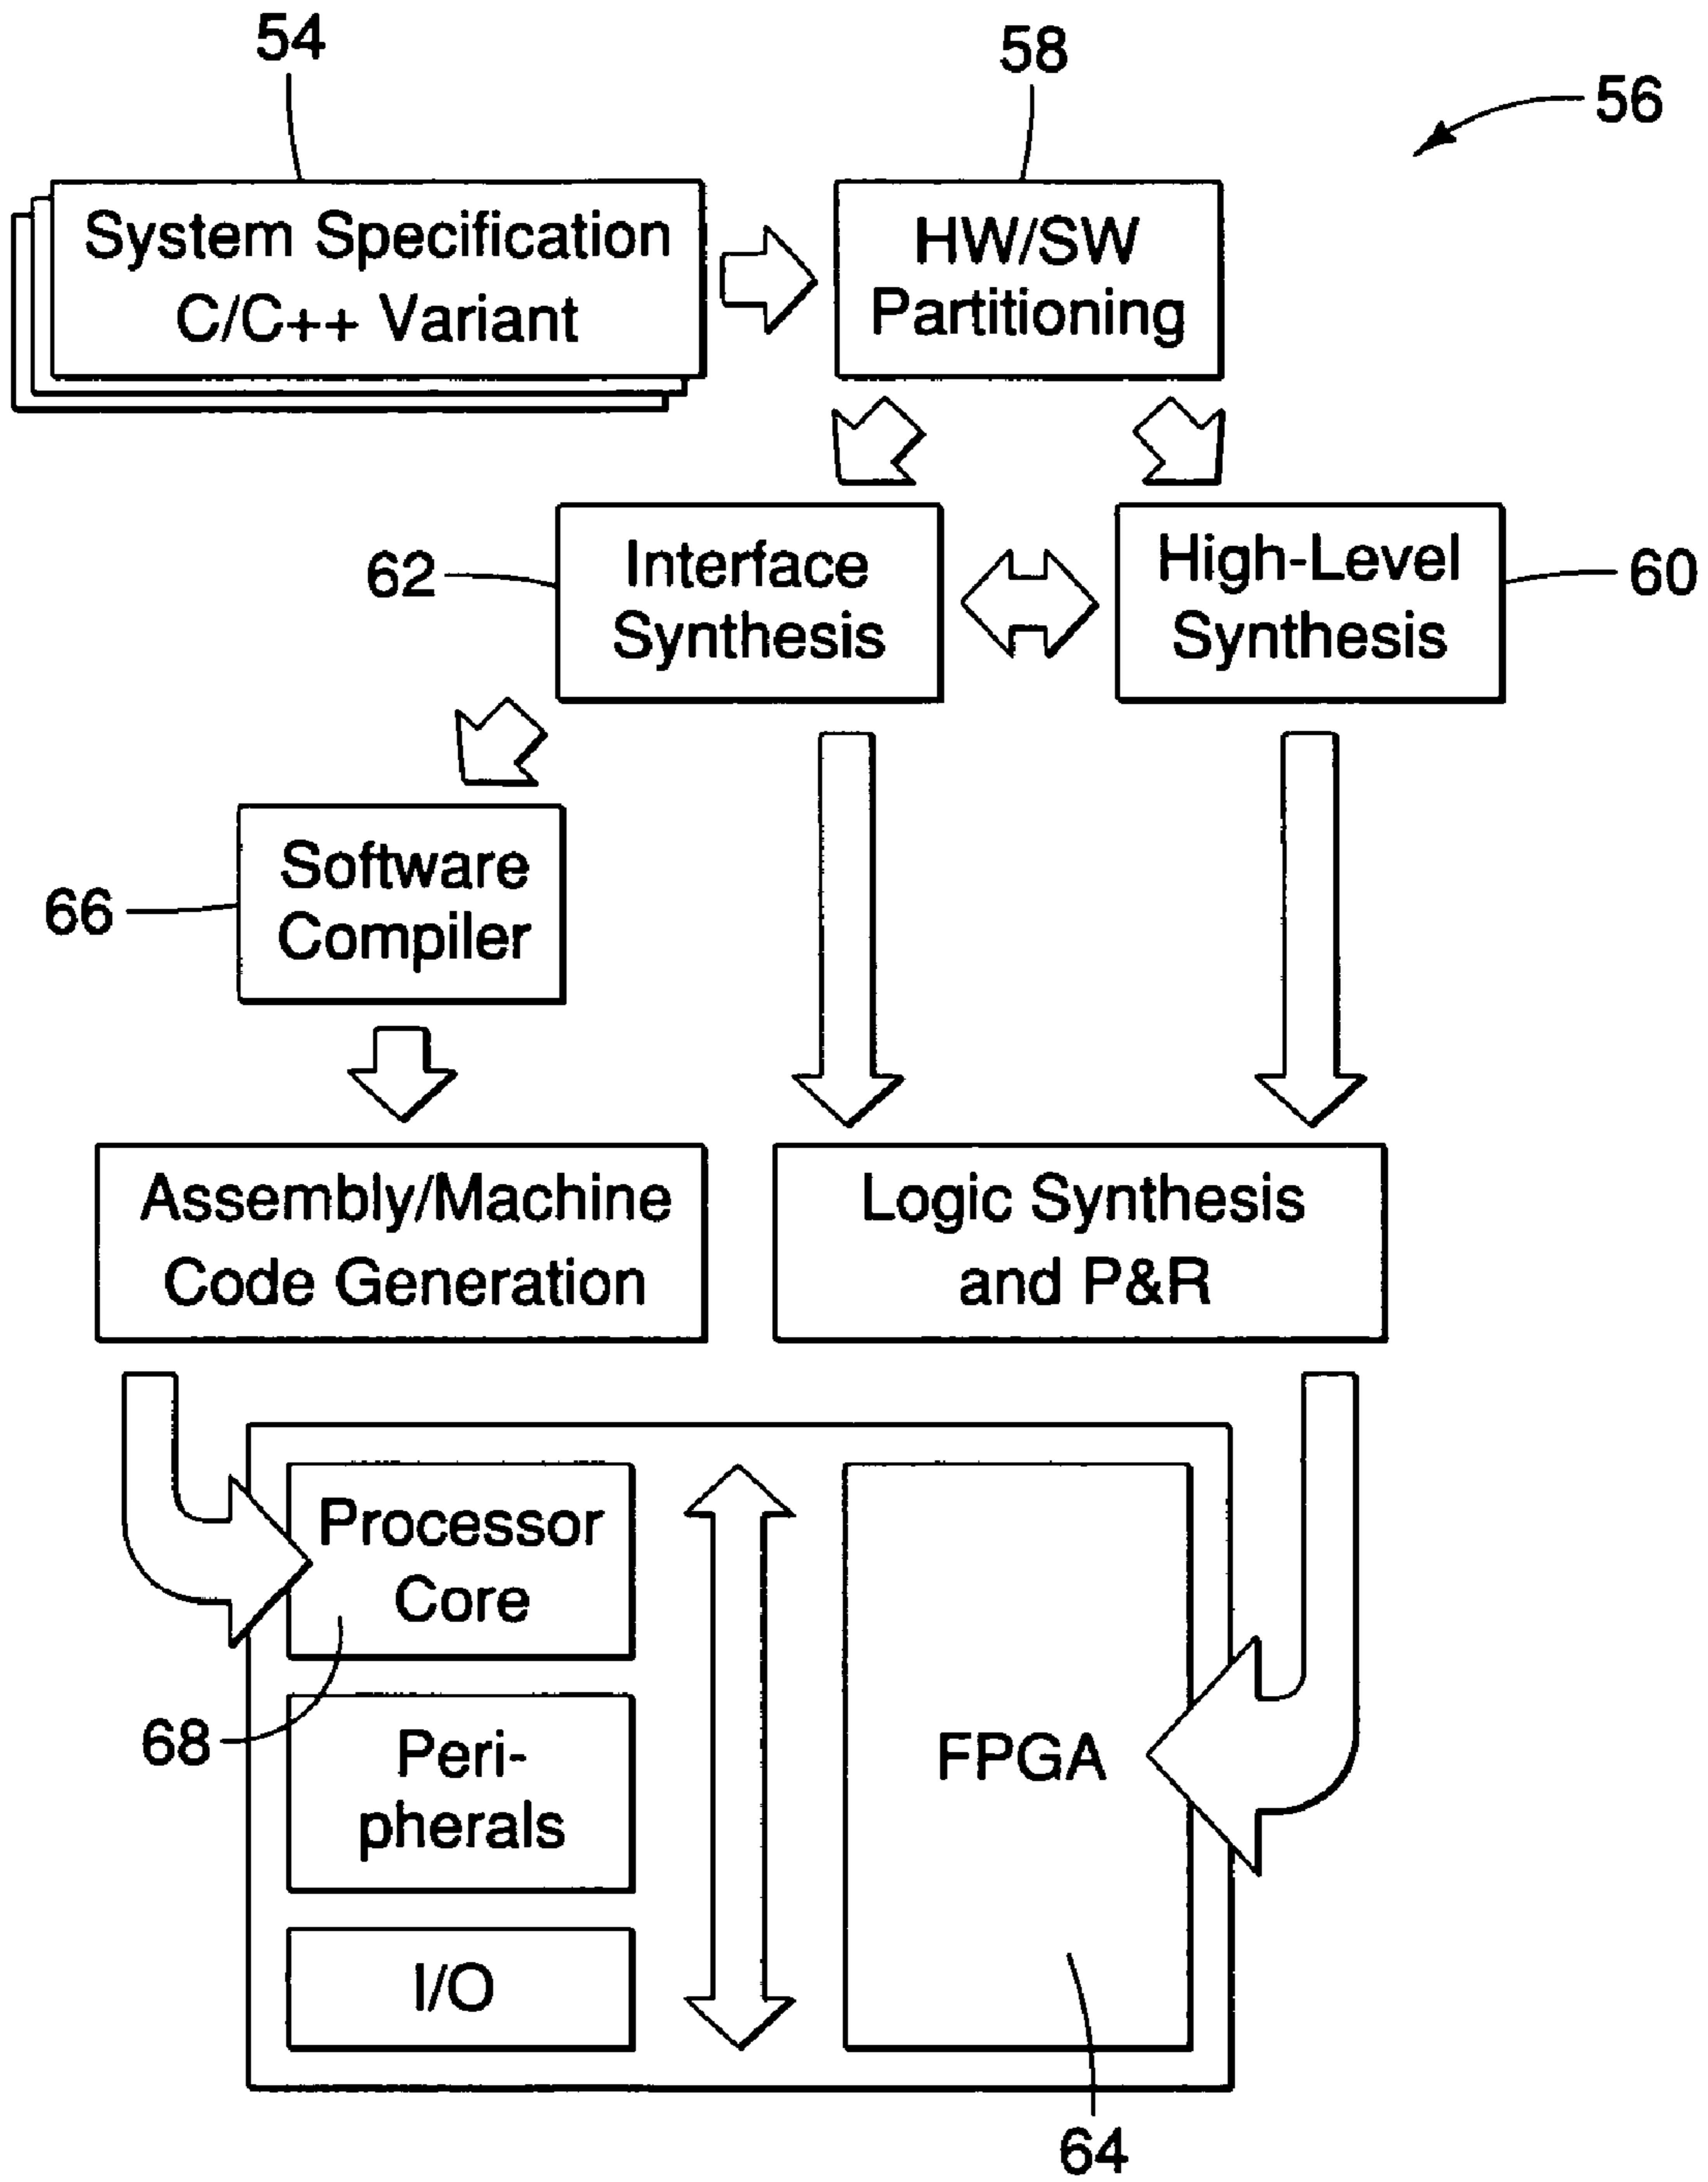 54
58
56
System Specification
C/C++ Variant
HW/SW
Partitioning
62
Interface
Synthesis
High-Level
Synthesis
60
66
Software
Compiler
Assembly/Machine
Code Generation
Logic Synthesis
and P&R
Processor
Core
68
Peri-
pherals
I/O
FPGA
64